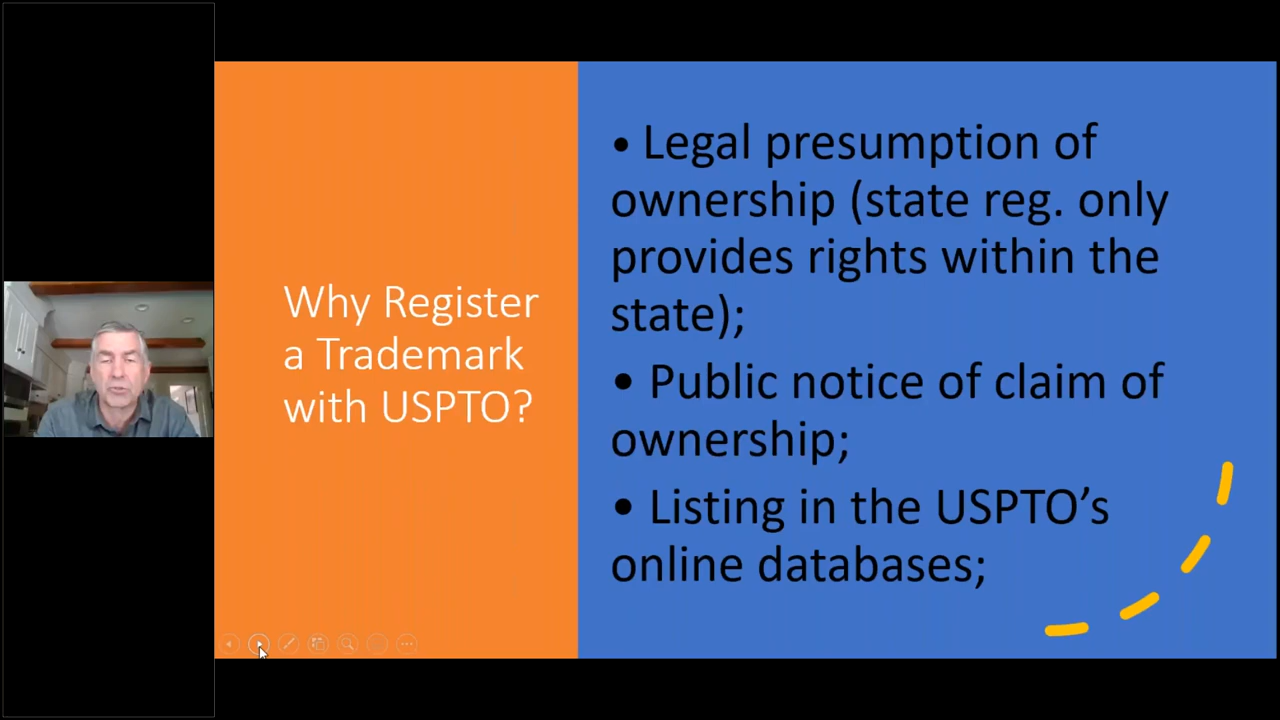 Why Register
a Trademark
with USPTO?
• Legal presumption of
ownership (state reg. only
provides rights within the
state);
• Public notice of claim of
ownership;
• Listing in the USPTO’s
online databases;